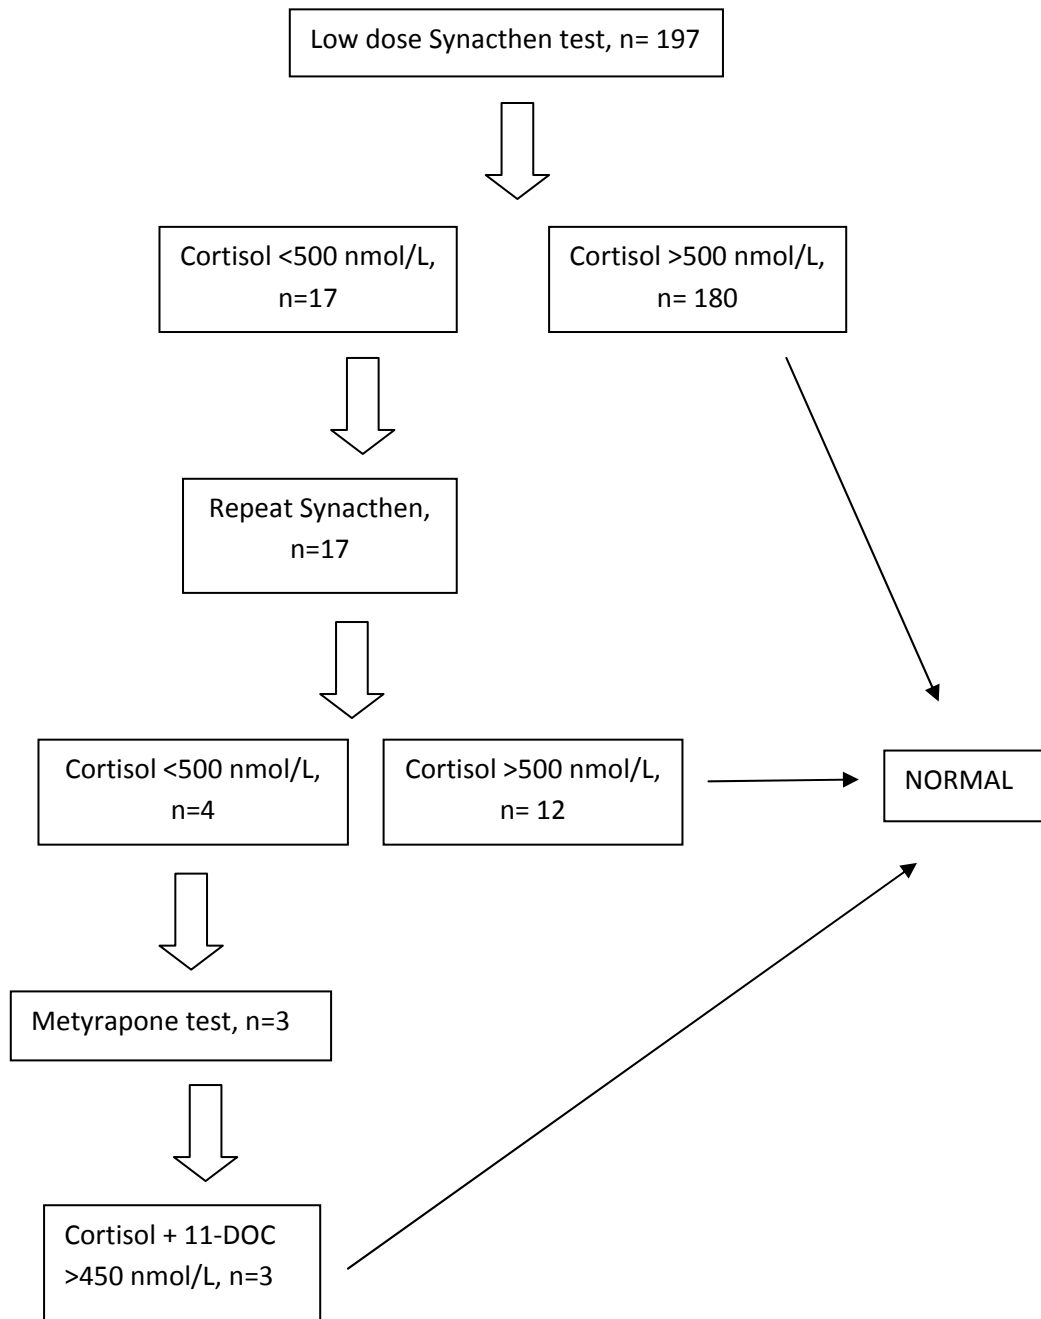 Low dose Synacthen test, n= 197
Cortisol <500 nmol/L,
n=17
Cortisol >500 nmol/L,
n= 180
Repeat Synacthen,
n=17
Cortisol <500 nmol/L,
n=4
Cortisol >500 nmol/L,
n= 12
NORMAL
Metyrapone test, n=3
Cortisol + 11-DOC
>450 nmol/L, n=3